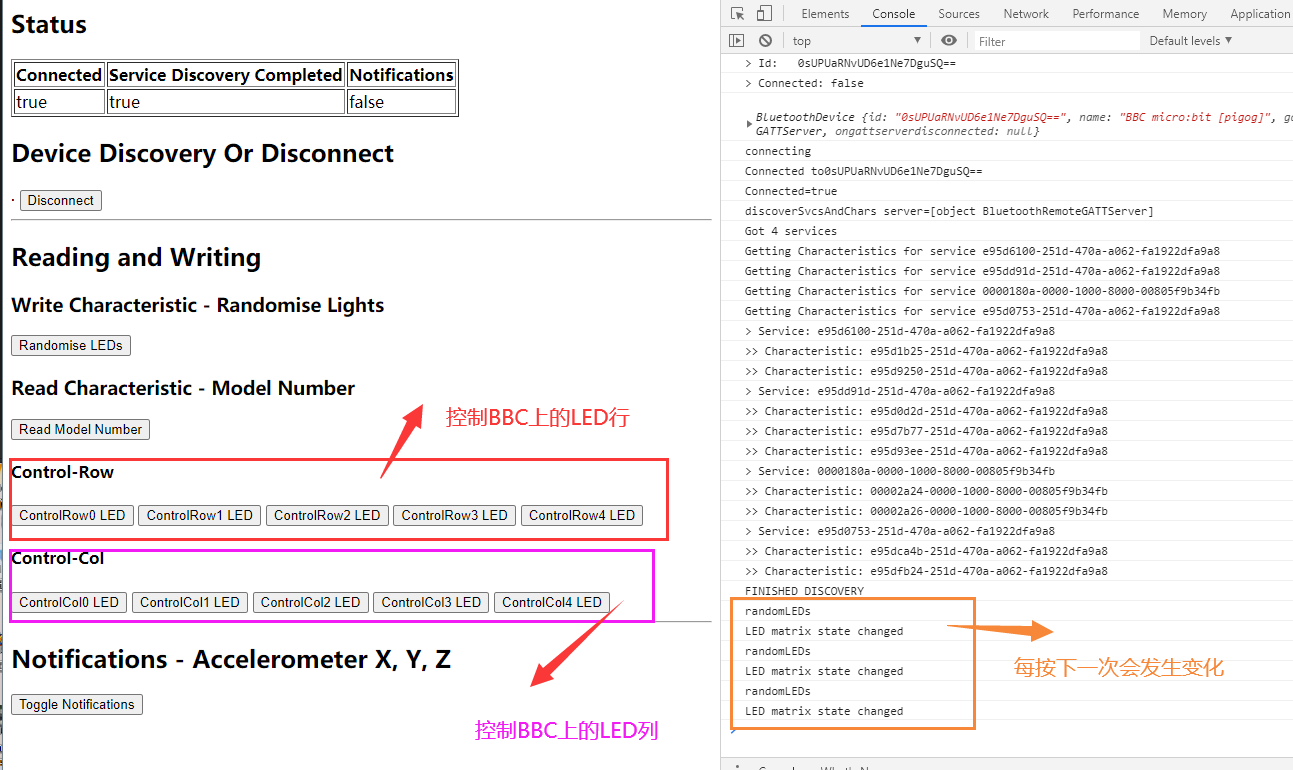 Status
Connected Service Discovery Completed Notifications
true true false
Device Discovery Or Disconnect
· Disconnect
Reading and Writing
Write Characteristic - Randomise Lights
Randomise LEDs
Read Characteristic - Model Number
Read Model Number
控制BBC上的LED行
Control-Row
ControlRow0 LED ControlRow1 LED ControlRow2 LED ControlRow3 LED ControlRow4 LED
Control-Col
ControlCol0 LED ControlCol1 LED ControlCol2 LED ControlCol3 LED ControlCol4 LED
Notifications - Accelerometer X, Y, Z
Toggle Notifications
控制BBC上的LED列
Elements Console Sources Network Performance Memory Application
top Filter Default levels
> Id: 0sUPUaRNvUD6e1Ne7DguSQ==
> Connected: false
BluetoothDevice {id: "0sUPUaRNvUD6e1Ne7DguSQ==", name: "BBC micro:bit [pigog]",
GATTServer, ongattserverdisconnected: null}
connecting
Connected to0sUPUaRNvUD6e1Ne7DguSQ==
Connected=true
discoverSvcsAndChars server=[object BluetoothRemoteGATTServer]
Got 4 services
Getting Characteristics for service e95d6100-251d-470a-a062-fa1922dfa9a8
Getting Characteristics for service e95dd91d-251d-470a-a062-fa1922dfa9a8
Getting Characteristics for service 0000180a-0000-1000-8000-00805f9b34fb
Getting Characteristics for service e95d0753-251d-470a-a062-fa1922dfa9a8
> Service: e95d6100-251d-470a-a062-fa1922dfa9a8
>> Characteristic: e95d1b25-251d-470a-a062-fa1922dfa9a8
>> Characteristic: e95d9250-251d-470a-a062-fa1922dfa9a8
> Service: e95dd91d-251d-470a-a062-fa1922dfa9a8
>> Characteristic: e95d0d2d-251d-470a-a062-fa1922dfa9a8
>> Characteristic: e95d7b77-251d-470a-a062-fa1922dfa9a8
>> Characteristic: e95d93ee-251d-470a-a062-fa1922dfa9a8
> Service: 0000180a-0000-1000-8000-00805f9b34fb
>> Characteristic: 00002a24-0000-1000-8000-00805f9b34fb
>> Characteristic: 00002a26-0000-1000-8000-00805f9b34fb
> Service: e95d0753-251d-470a-a062-fa1922dfa9a8
>> Characteristic: e95dca4b-251d-470a-a062-fa1922dfa9a8
>> Characteristic: e95dfb24-251d-470a-a062-fa1922dfa9a8
FINISHED DISCOVERY
randomLEDs
LED matrix state changed
randomLEDs
LED matrix state changed
randomLEDs
LED matrix state changed
每按下一次会发生变化